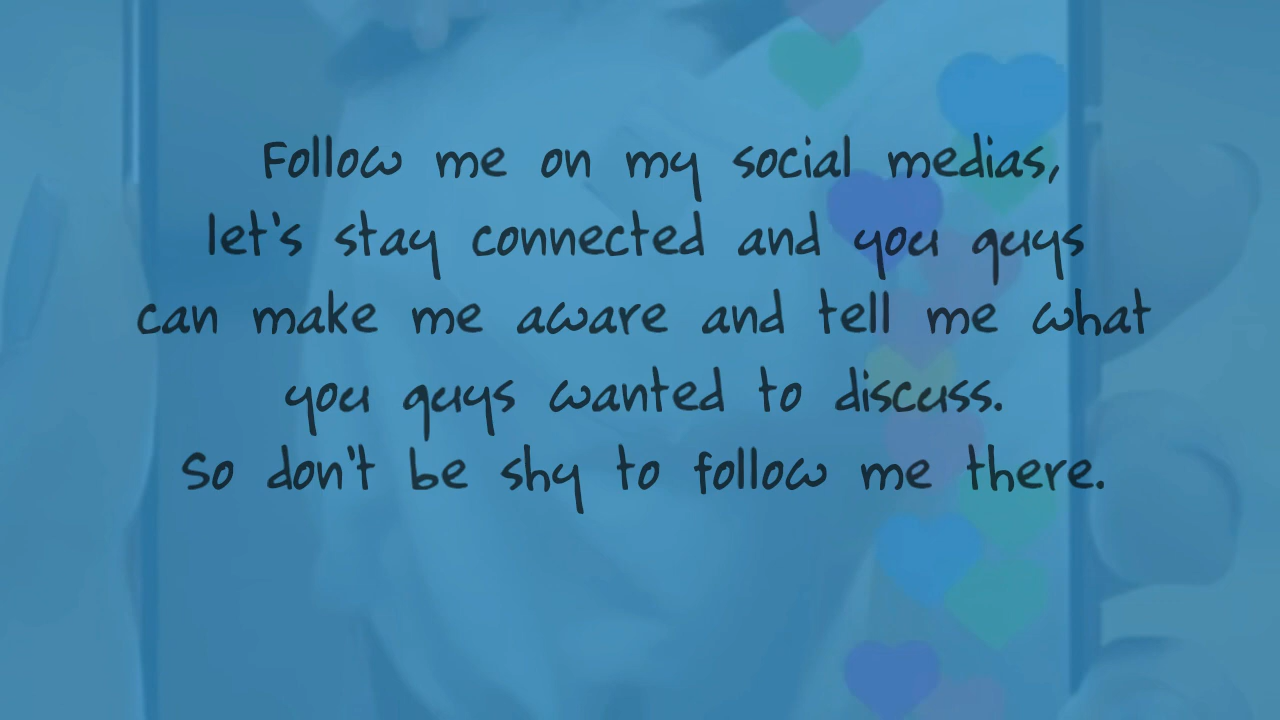 Follow me on my social medias,
let's stay connected and you guys
can make me aware and tell me what
you guys wanted to discuss.
So don't be shy to follow me there.